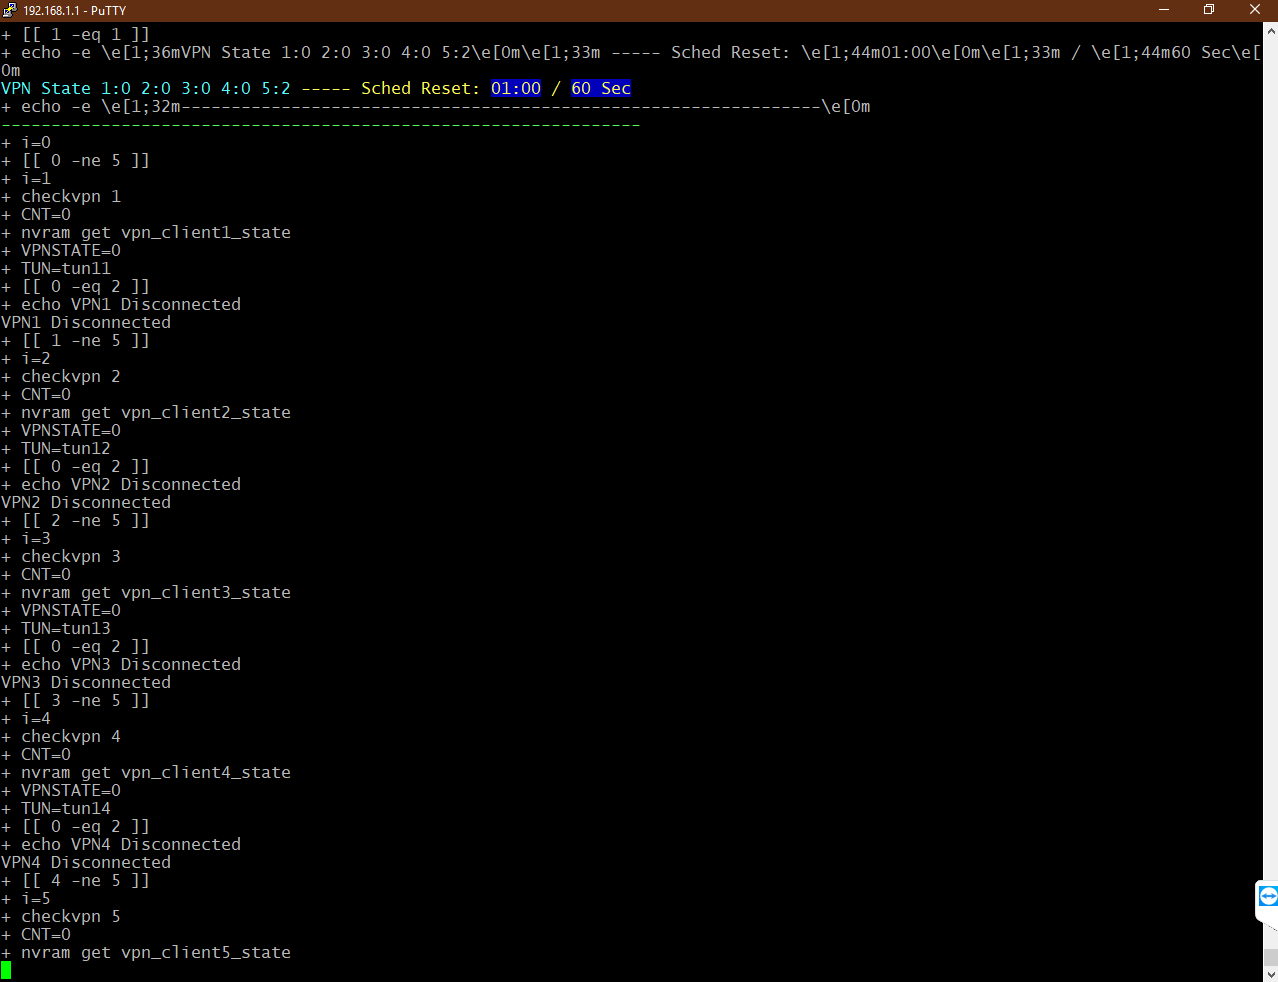 192.168.1.1 - PuTTY
+ [[ 1 -eq 1 ]]
+ echo -e \e[1;36mVPN State 1:0 2:0 3:0 4:0 5:2\e[0m\e[1;33m ----- Sched Reset: \e[1;44m01:00\e[0m\e[1;33m / \e[1;44m60 Sec\e[
0m
VPN State 1:0 2:0 3:0 4:0 5:2 ----- Sched Reset: 01:00 / 60 Sec
+ echo -e \e[1;32m----------------------------------------------------------------\e[0m
----------------------------------------------------------------
+ i=0
+ [[ 0 -ne 5 ]]
+ i=1
+ checkvpn 1
+ CNT=0
+ nvram get vpn_client1_state
+ VPNSTATE=0
+ TUN=tun11
+ [[ 0 -eq 2 ]]
+ echo VPN1 Disconnected
VPN1 Disconnected
+ [[ 1 -ne 5 ]]
+ i=2
+ checkvpn 2
+ CNT=0
+ nvram get vpn_client2_state
+ VPNSTATE=0
+ TUN=tun12
+ [[ 0 -eq 2 ]]
+ echo VPN2 Disconnected
VPN2 Disconnected
+ [[ 2 -ne 5 ]]
+ i=3
+ checkvpn 3
+ CNT=0
+ nvram get vpn_client3_state
+ VPNSTATE=0
+ TUN=tun13
+ [[ 0 -eq 2 ]]
+ echo VPN3 Disconnected
VPN3 Disconnected
+ [[ 3 -ne 5 ]]
+ i=4
+ checkvpn 4
+ CNT=0
+ nvram get vpn_client4_state
+ VPNSTATE=0
+ TUN=tun14
+ [[ 0 -eq 2 ]]
+ echo VPN4 Disconnected
VPN4 Disconnected
+ [[ 4 -ne 5 ]]
+ i=5
+ checkvpn 5
+ CNT=0
+ nvram get vpn_client5_state